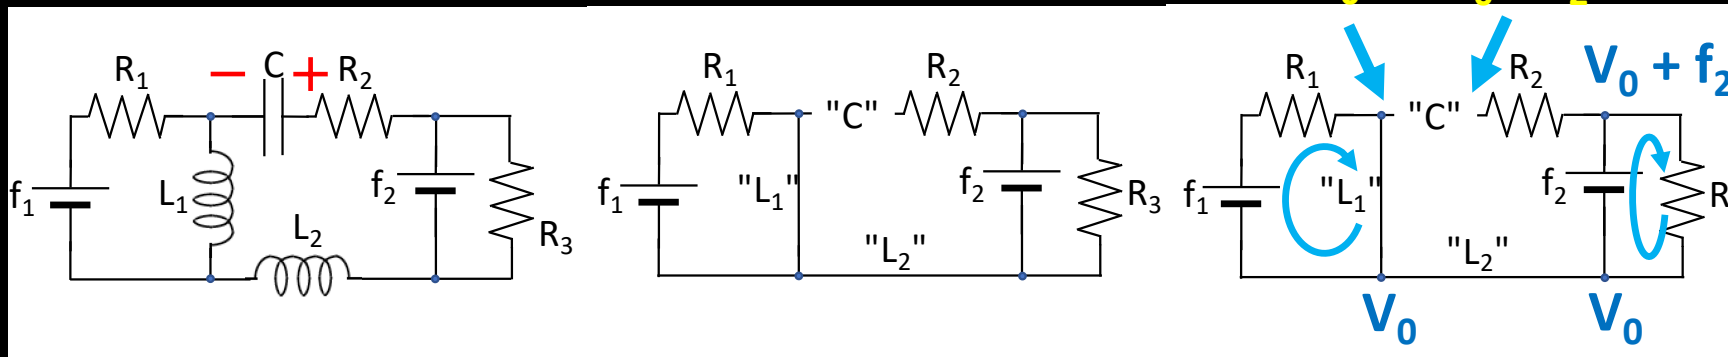 R₁ − C + R₂
f₁ L₁ f₂ R₃
L₂
R₁ "C" R₂
f₁ "L₁" f₂ R₃
"L₂"
V₀ + f₂
R₁ "C" R₂
f₁ "L₁" f₂ R
"L₂"
V₀ V₀